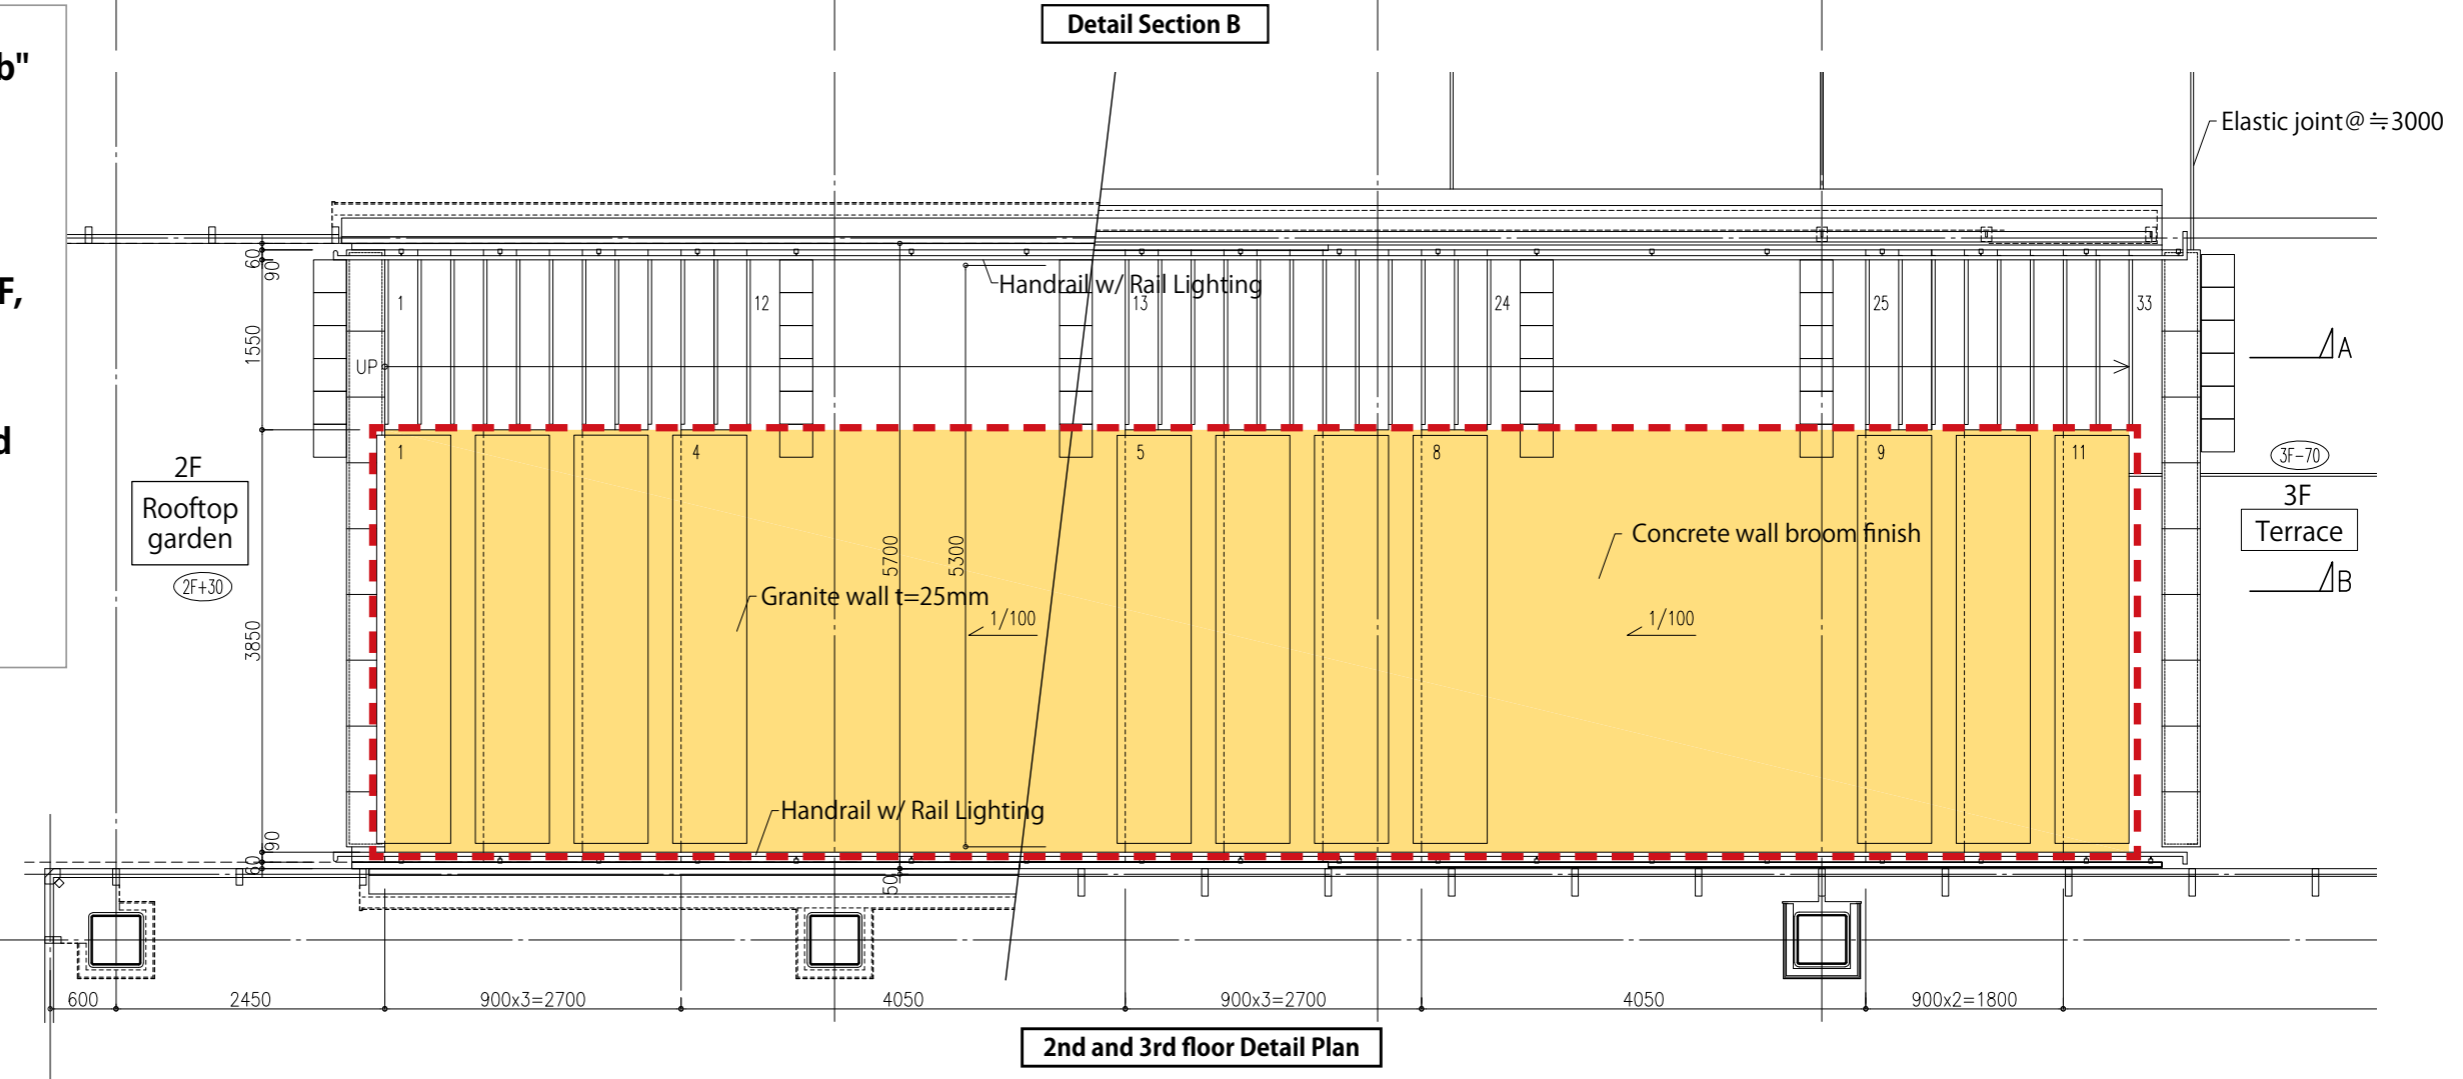 Detail Section B
b"
F,
d
Elastic joint@≒3000
60
90
1550
3850
90
60
Handrail w/ Rail Lighting
1
12
13
24
25
33
UP
A
1
4
5
8
9
11
2F
Rooftop
garden
2F+30
3F-70
3F
Terrace
B
5700
5300
50
Concrete wall broom finish
Granite wall t=25mm
1/100
1/100
Handrail w/ Rail Lighting
600
2450
900x3=2700
4050
900x3=2700
4050
900x2=1800
2nd and 3rd floor Detail Plan